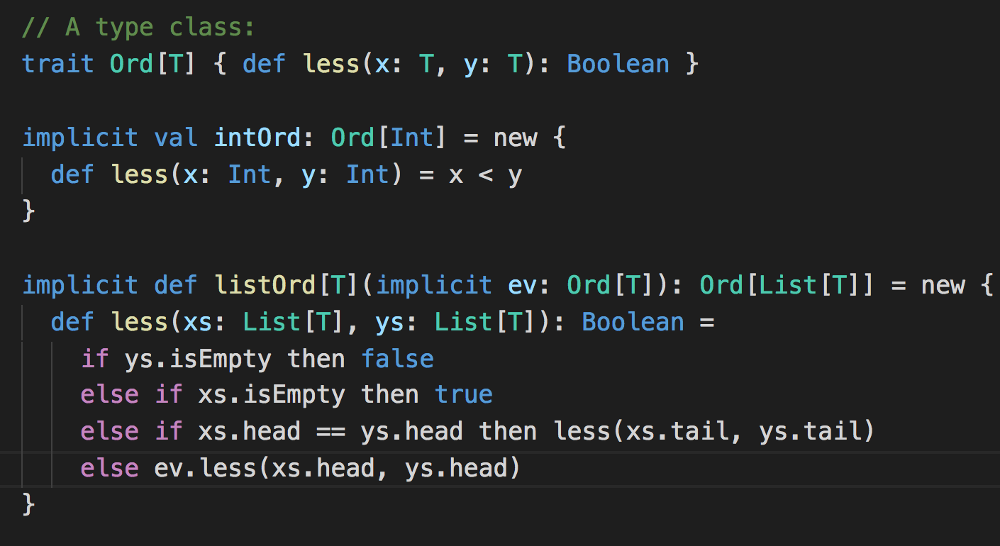 // A type class:
trait Ord[T] { def less(x: T, y: T): Boolean }
implicit val intOrd: Ord[Int] = new {
  def less(x: Int, y: Int) = x < y
}
implicit def listOrd[T](implicit ev: Ord[T]): Ord[List[T]] = new {
  def less(xs: List[T], ys: List[T]): Boolean =
    if ys.isEmpty then false
    else if xs.isEmpty then true
    else if xs.head == ys.head then less(xs.tail, ys.tail)
    else ev.less(xs.head, ys.head)
}